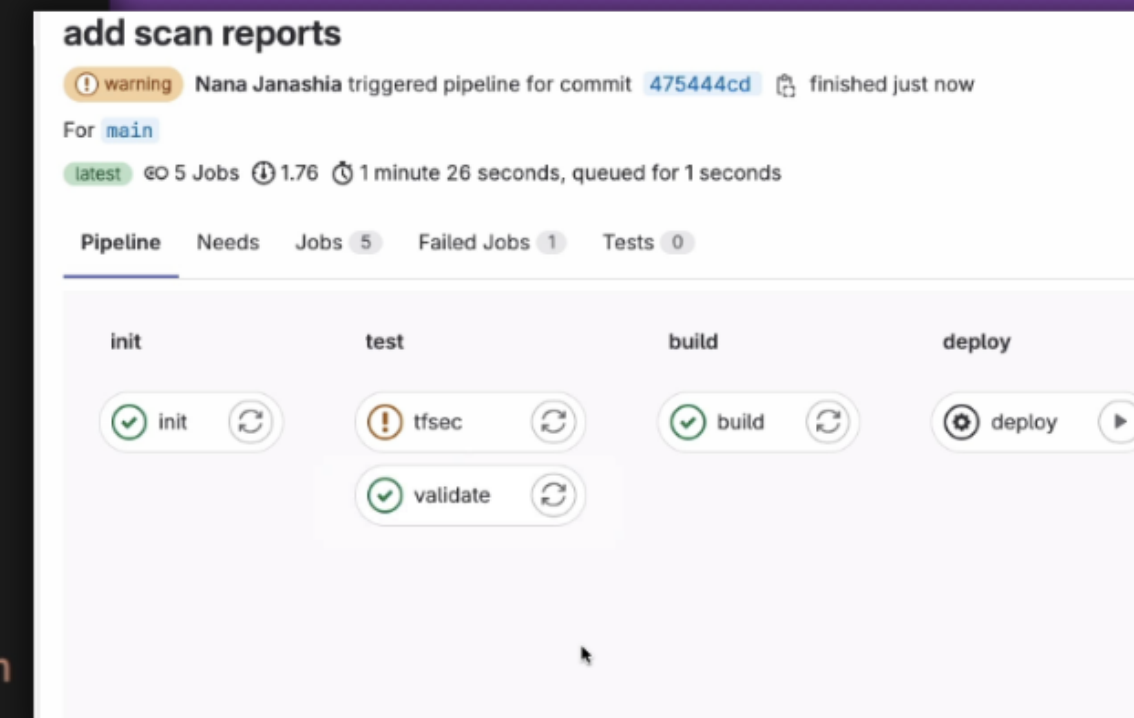 add scan reports
warning Nana Janashia triggered pipeline for commit 475444cd finished just now
For main
latest 5 Jobs 1.76 1 minute 26 seconds, queued for 1 seconds
Pipeline Needs Jobs 5 Failed Jobs 1 Tests 0
init test build deploy
init tfsec build deploy
validate
n